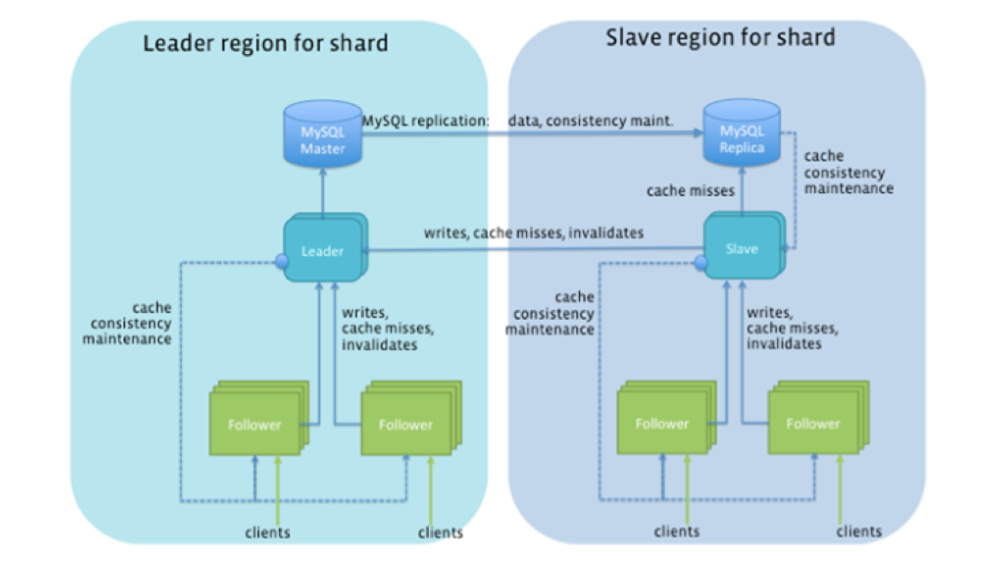 Leader region for shard
Slave region for shard
MySQL
Master
MySQL replication: data, consistency maint.
MySQL
Replica
cache
consistency
maintenance
cache misses
Leader
writes, cache misses, invalidates
Slave
cache
consistency
maintenance
writes,
cache misses,
invalidates
cache
consistency
maintenance
writes,
cache misses,
invalidates
Follower
Follower
Follower
Follower
clients
clients
clients
clients